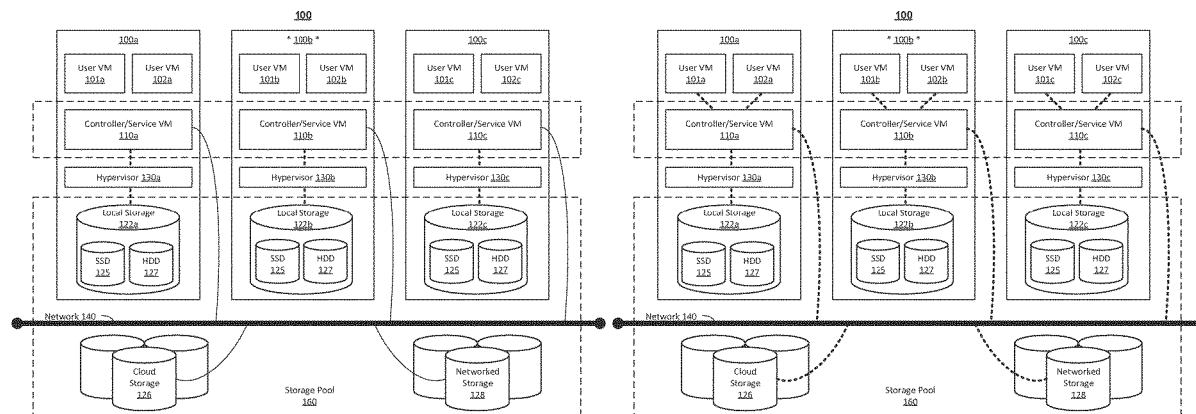 100
100a
* 100b *
100c
User VM
101a
User VM
102a
User VM
101b
User VM
102b
User VM
101c
User VM
102c
Controller/Service VM
110a
Controller/Service VM
110b
Controller/Service VM
110c
Hypervisor 130a
Hypervisor 130b
Hypervisor 130c
Local Storage
122a
Local Storage
122b
Local Storage
122c
SSD
125
HDD
127
SSD
125
HDD
127
SSD
125
HDD
127
Network 140
Cloud
Storage
126
Storage Pool
160
Networked
Storage
128
100
100a
* 100b *
100c
User VM
101a
User VM
102a
User VM
101b
User VM
102b
User VM
101c
User VM
102c
Controller/Service VM
110a
Controller/Service VM
110b
Controller/Service VM
110c
Hypervisor 130a
Hypervisor 130b
Hypervisor 130c
Local Storage
122a
Local Storage
122b
Local Storage
122c
SSD
125
HDD
127
SSD
125
HDD
127
SSD
125
HDD
127
Network 140
Cloud
Storage
126
Storage Pool
160
Networked
Storage
128